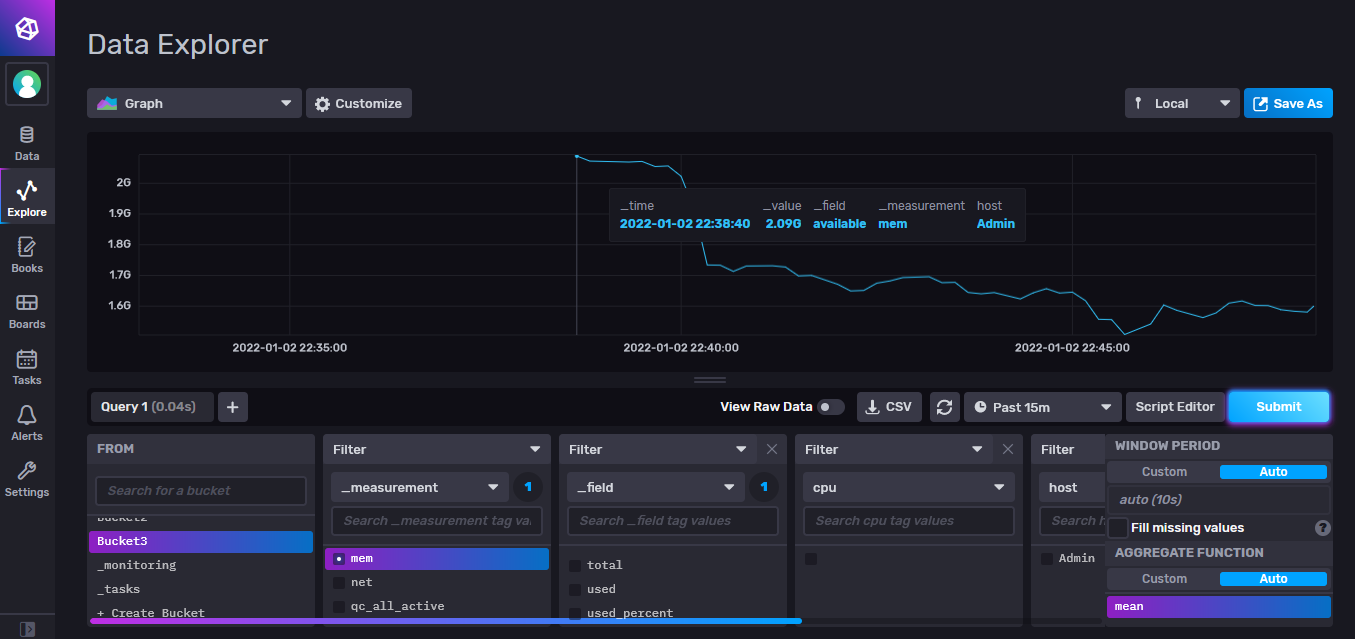 Data Explorer
Graph
Customize
Local
Save As
Data
Explore
Books
Boards
Tasks
Alerts
Settings
2G
1.9G
1.8G
1.7G
1.6G
_time _value _field _measurement host
2022-01-02 22:38:40 2.09G available mem Admin
2022-01-02 22:35:00 2022-01-02 22:40:00 2022-01-02 22:45:00
Query 1 (0.04s)
+
View Raw Data
CSV
Past 15m
Script Editor
Submit
FROM
Search for a bucket
Bucket2
Bucket3
_monitoring
_tasks
+ Create Bucket
Filter
_measurement 1
Search _measurement tag va
mem
net
qc_all_active
Filter
_field 1
Search _field tag values
total
used
used_percent
Filter
cpu
Search cpu tag values
Filter
host
Search h
Admin
WINDOW PERIOD
Custom Auto
auto (10s)
Fill missing values ?
AGGREGATE FUNCTION
Custom Auto
mean